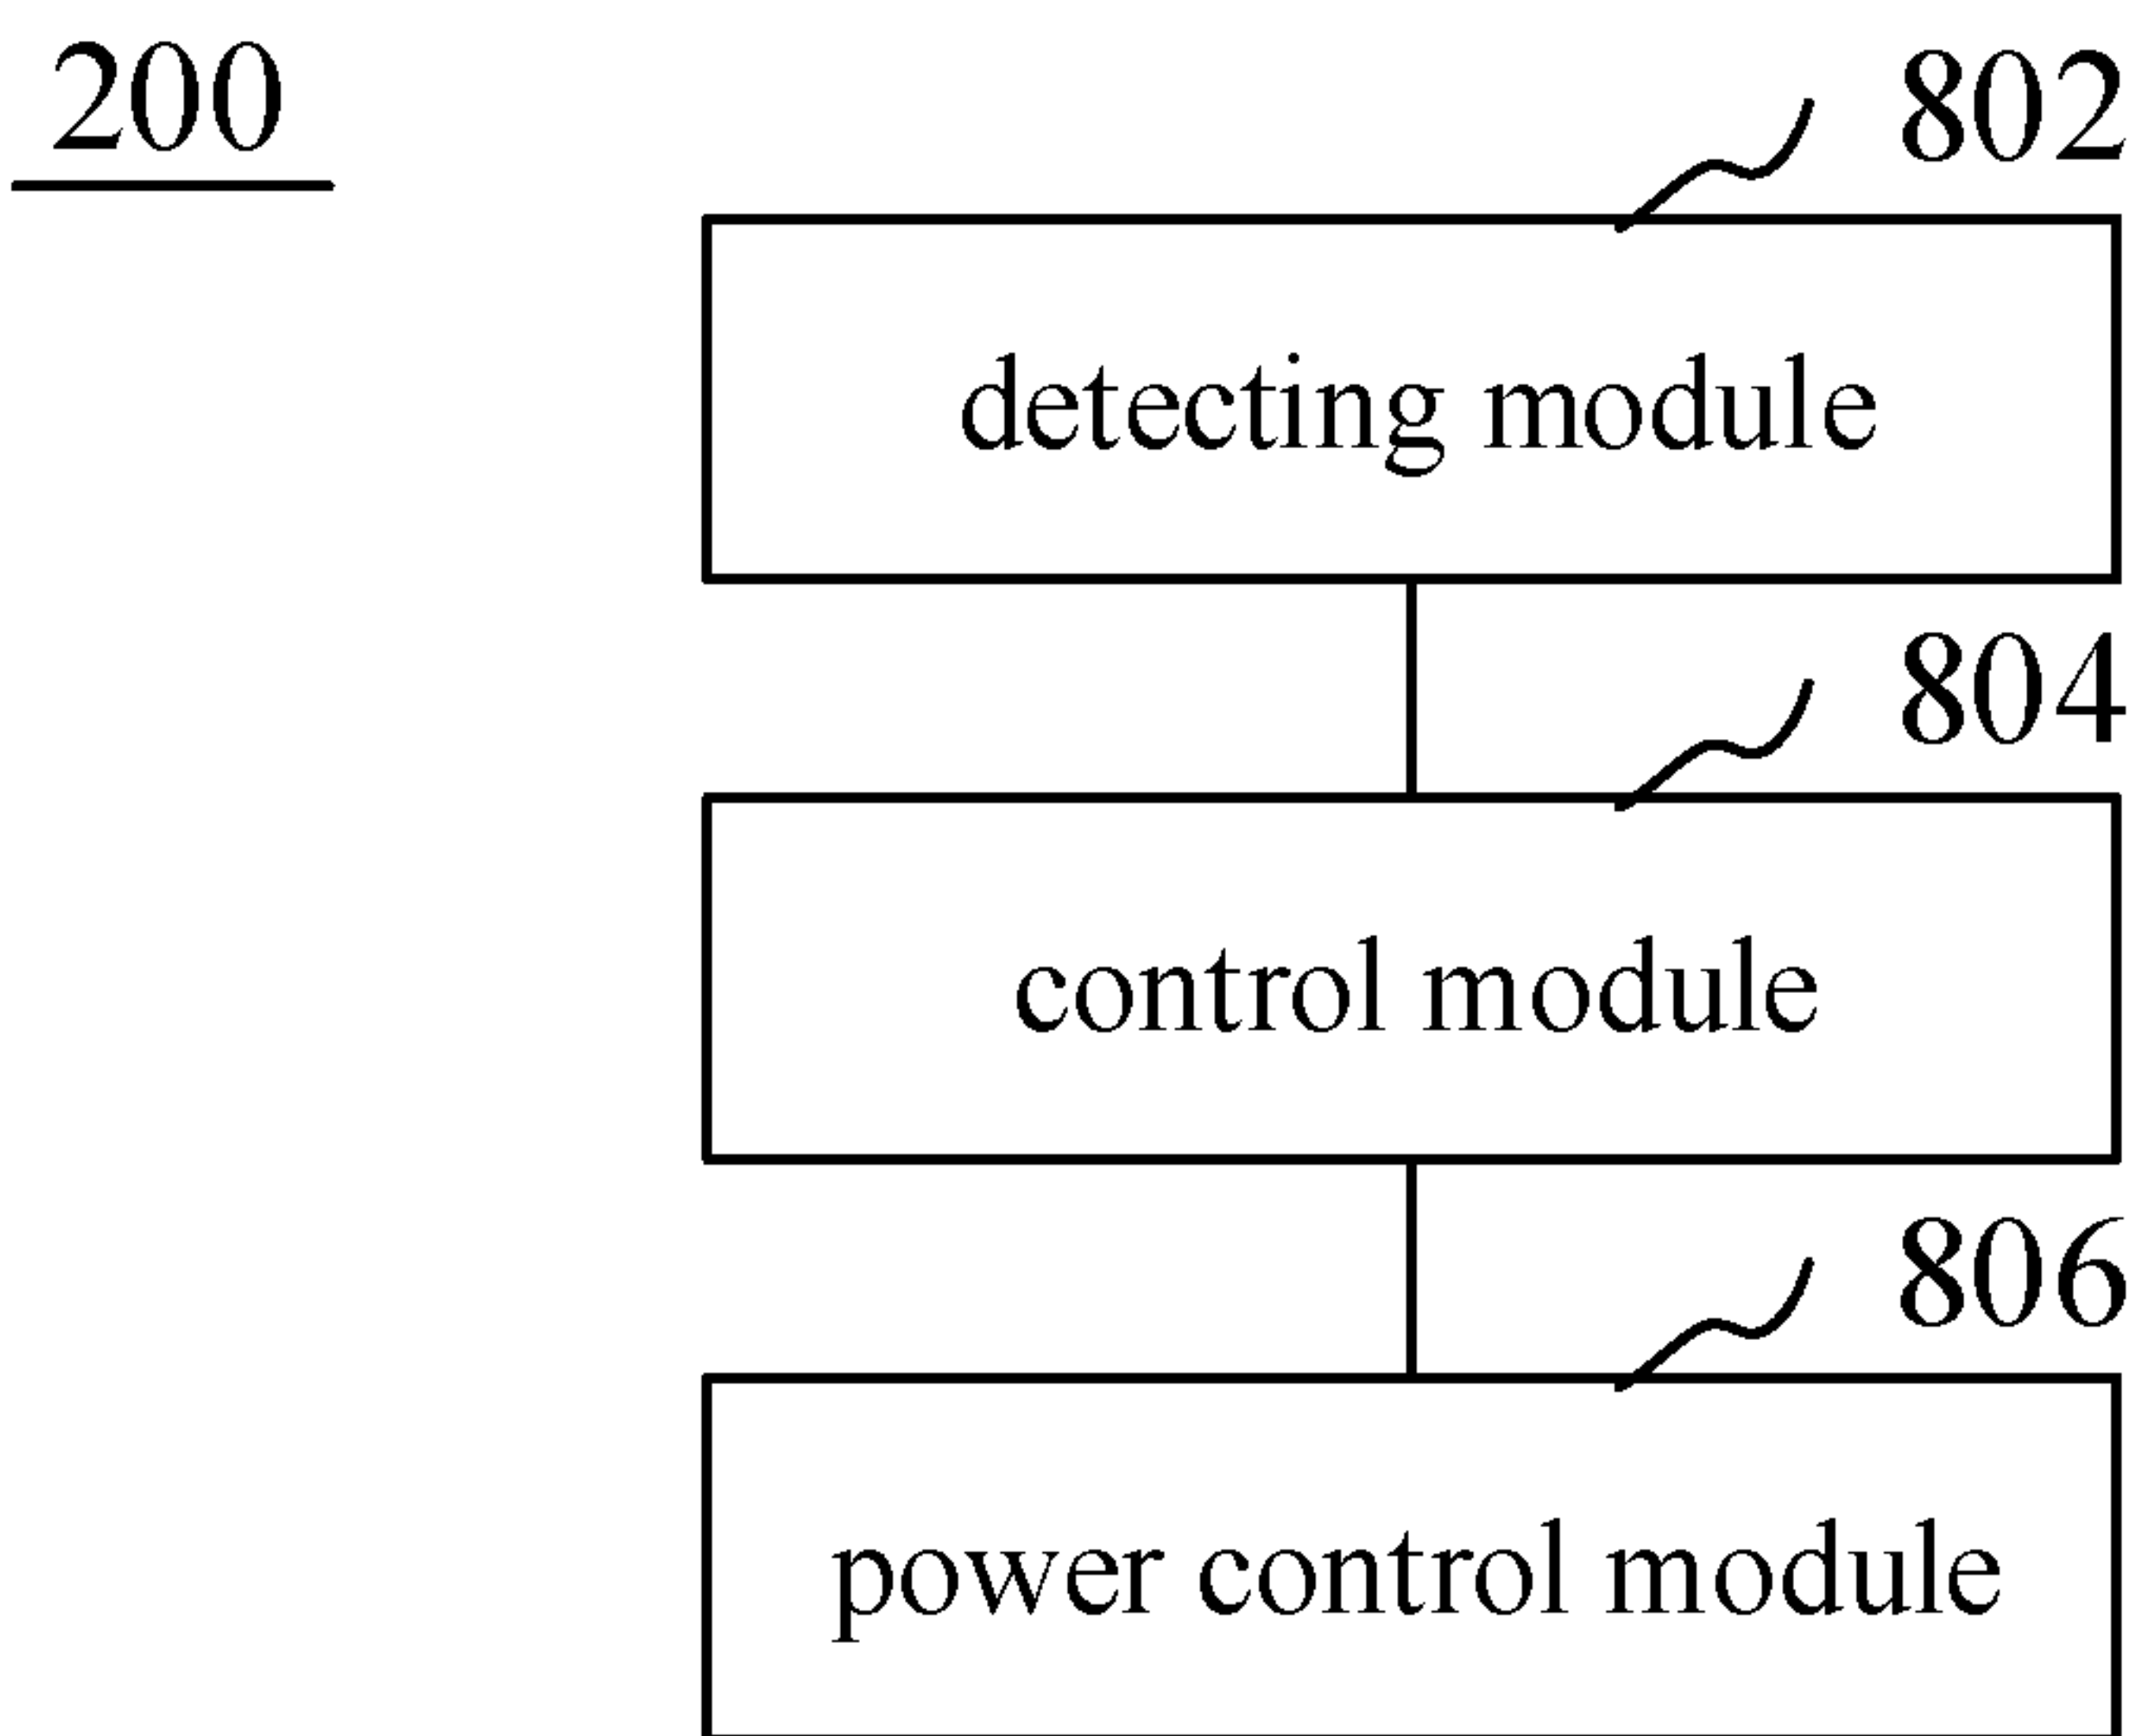 200
802
detecting module
804
control module
806
power control module